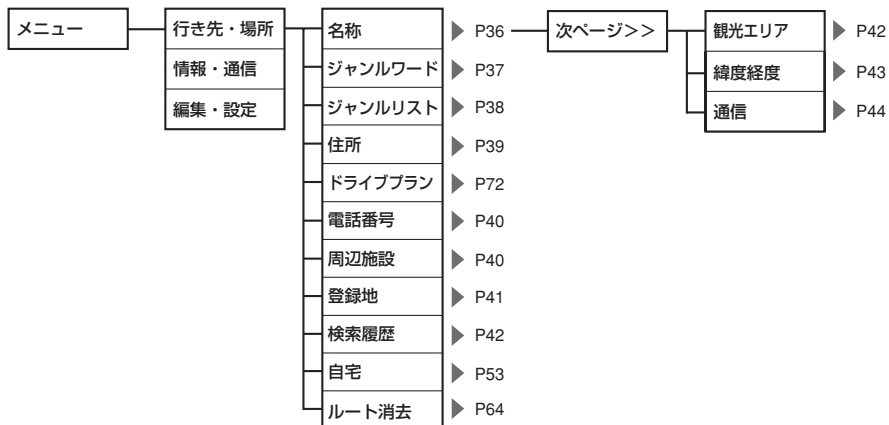 メニュー
行き先・場所
情報・通信
編集・設定
名称 P36
ジャンルワード P37
ジャンルリスト P38
住所 P39
ドライブプラン P72
電話番号 P40
周辺施設 P40
登録地 P41
検索履歴 P42
自宅 P53
ルート消去 P64
次ページ>>
観光エリア P42
緯度経度 P43
通信 P44